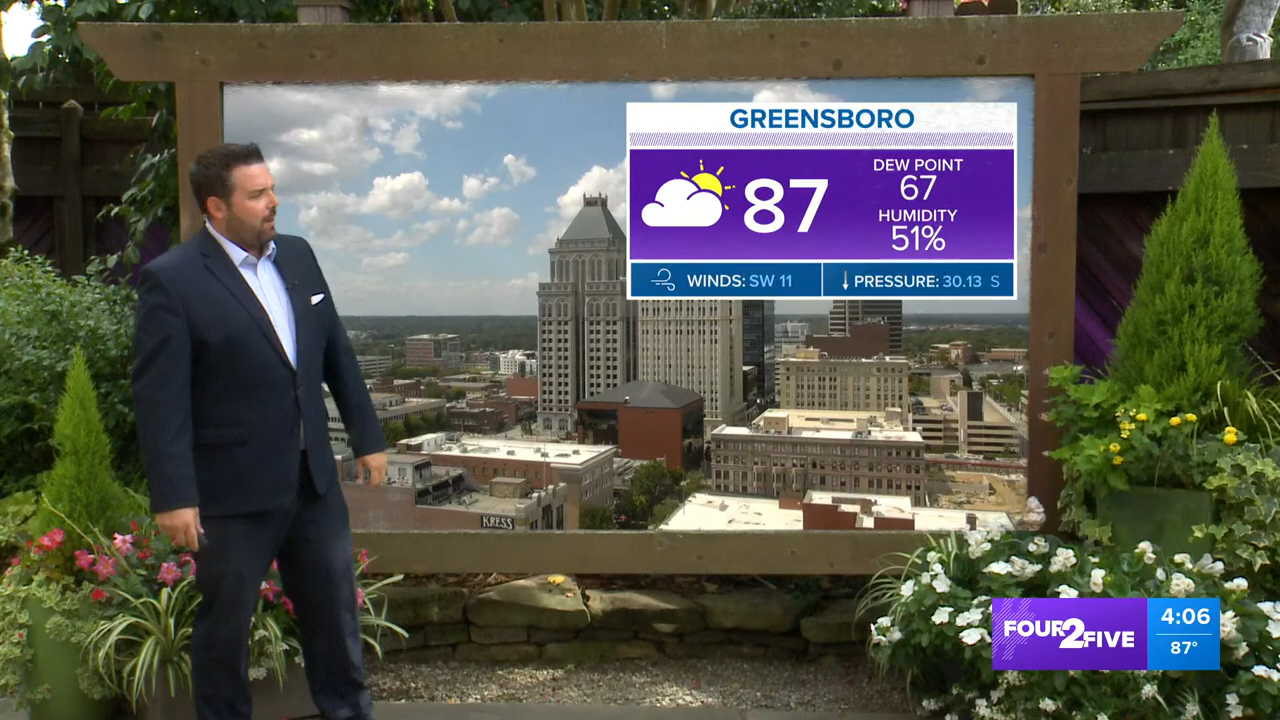 GREENSBORO
87
DEW POINT
67
HUMIDITY
51%
WINDS: SW 11
PRESSURE: 30.13 S
KRESS
FOUR2FIVE
4:06
87°